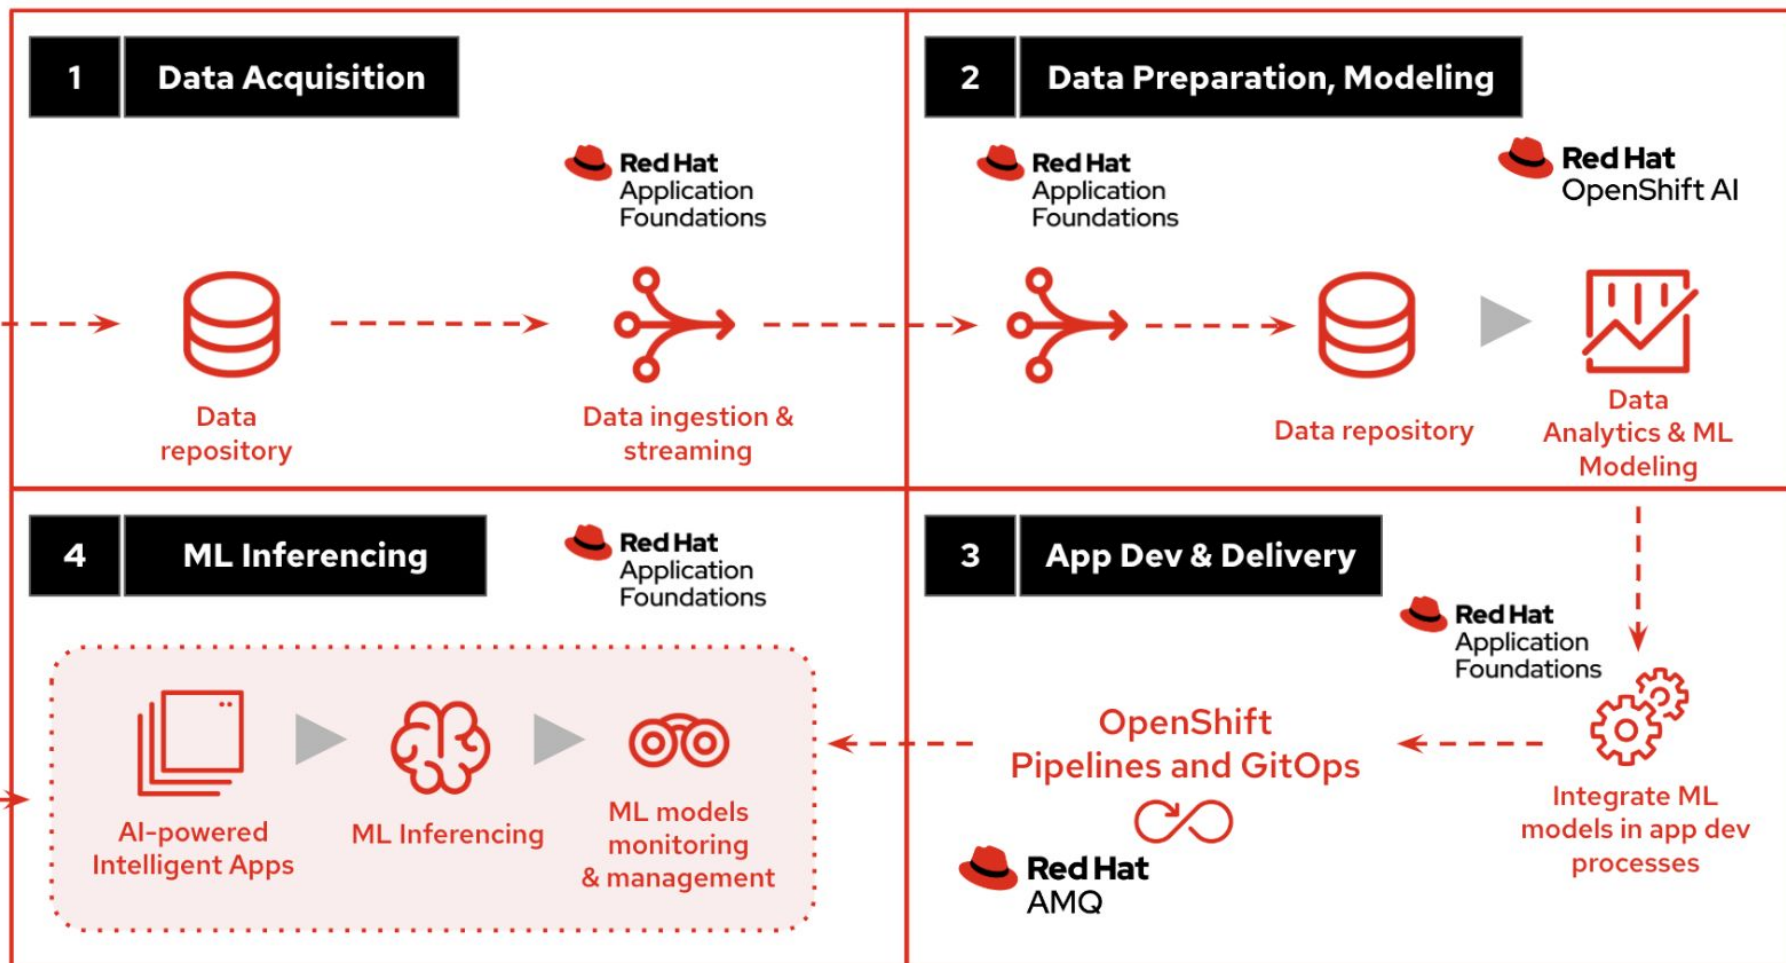 1
Data Acquisition
Red Hat
Application
Foundations
Data
repository
Data ingestion &
streaming
2
Data Preparation, Modeling
Red Hat
Application
Foundations
Red Hat
OpenShift AI
Data repository
Data
Analytics & ML
Modeling
4
ML Inferencing
Red Hat
Application
Foundations
AI-powered
Intelligent Apps
ML Inferencing
ML models
monitoring
& management
3
App Dev & Delivery
Red Hat
Application
Foundations
OpenShift
Pipelines and GitOps
Red Hat
AMQ
Integrate ML
models in app dev
processes